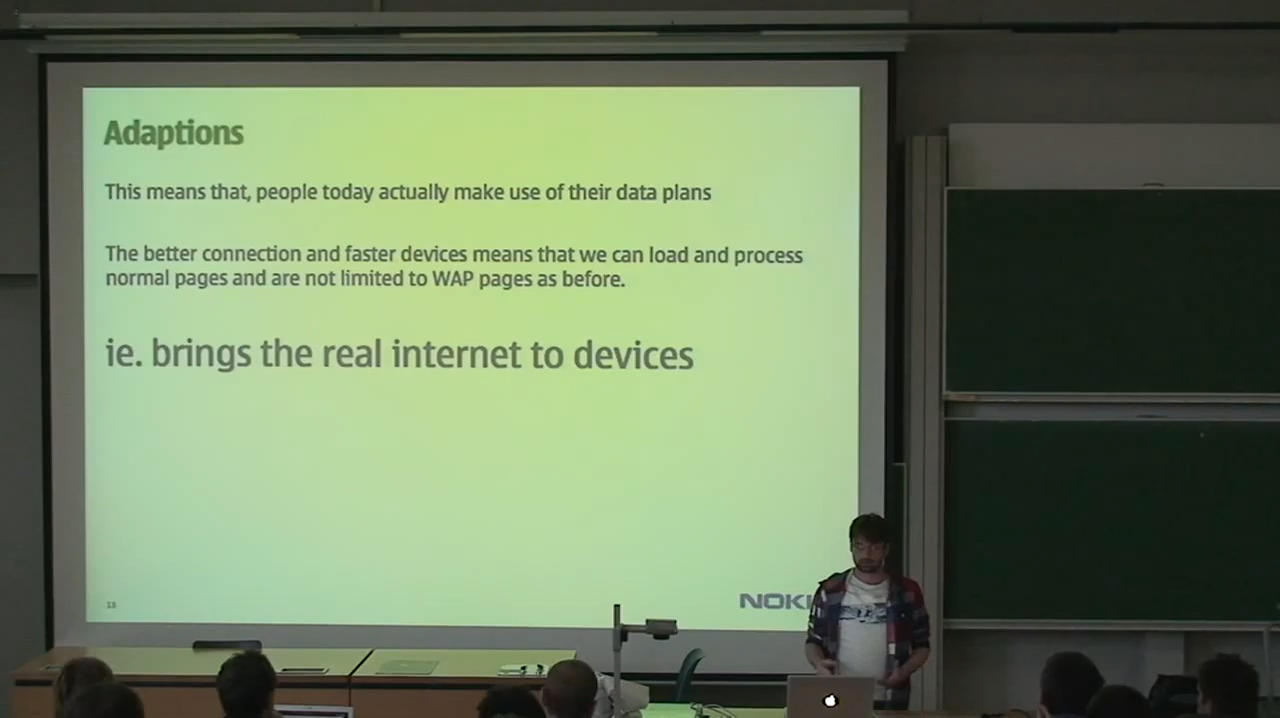 Adaptions
This means that, people today actually make use of their data plans
The better connection and faster devices means that we can load and process
normal pages and are not limited to WAP pages as before.
ie. brings the real internet to devices
13
NOKI